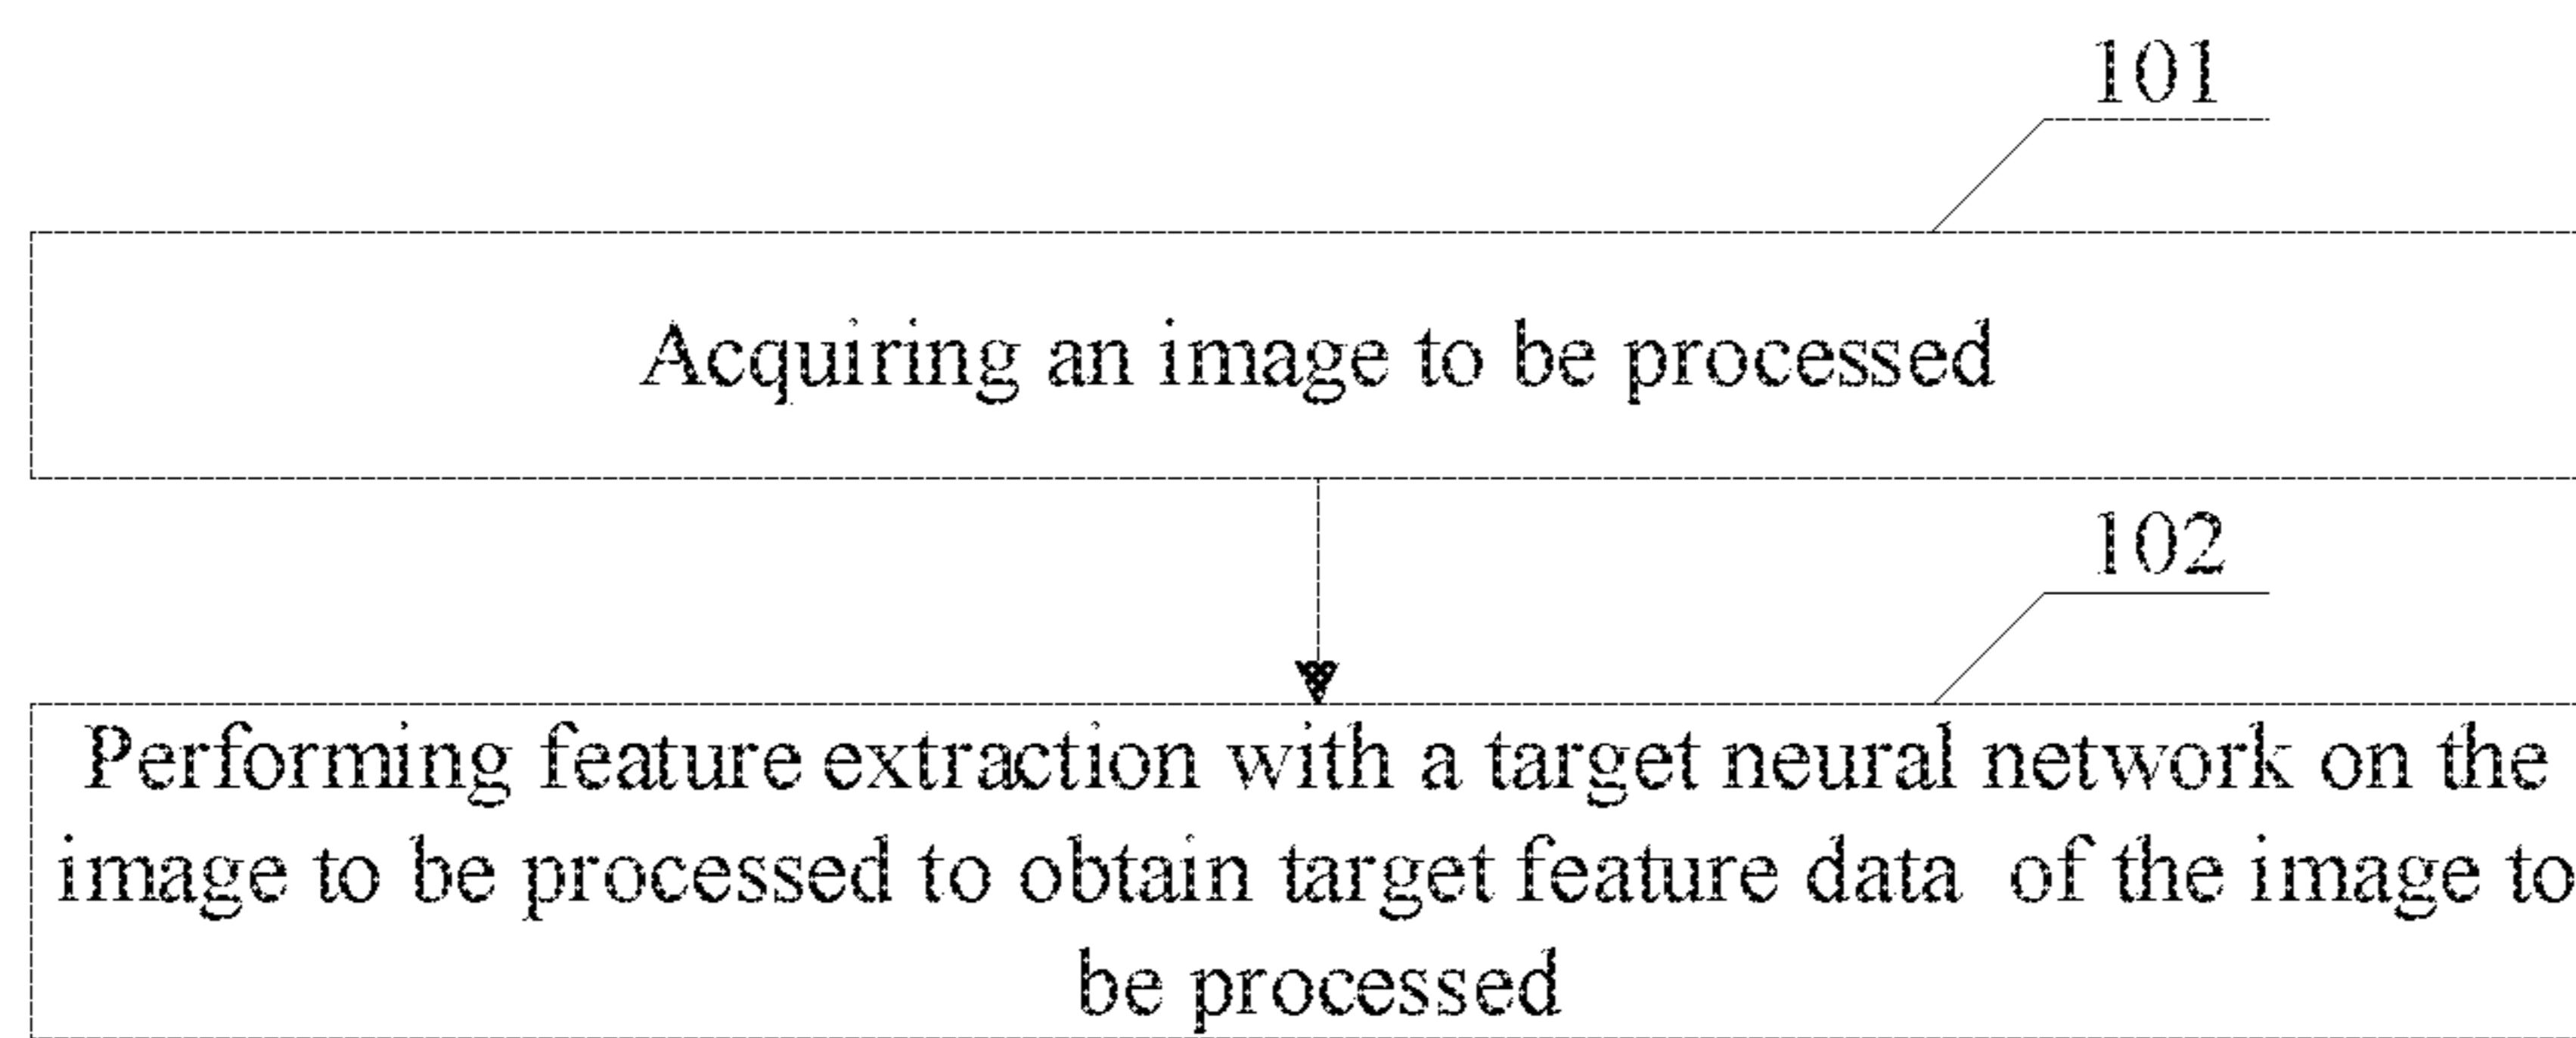 101
Acquiring an image to be processed
102
Performing feature extraction with a target neural network on the
image to be processed to obtain target feature data of the image to
be processed